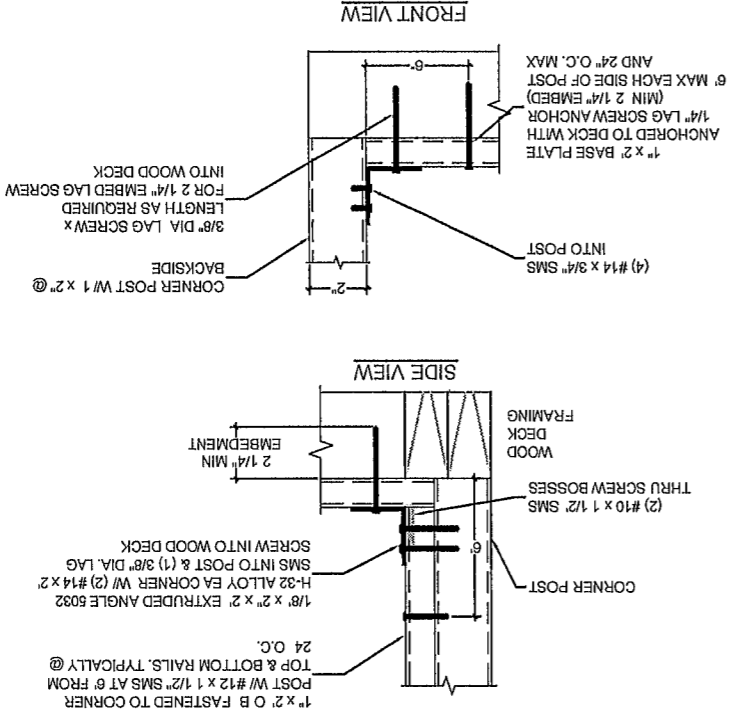 1" x 2' O B FASTENED TO CORNER
POST W/ #12 x 1 1/2" SMS AT 6' FROM
TOP & BOTTOM RAILS. TYPICALLY @
24 O.C.
1/8' x 2" x 2' EXTRUDED ANGLE 5032
H-32 ALLOY EA CORNER W/ (2) #14 x 2'
SMS INTO POST & (1) 3/8" DIA. LAG
SCREW INTO WOOD DECK
2 1/4" MIN
EMBEDMENT
6'
CORNER POST
(2) #10 x 1 1/2' SMS
THRU SCREW BOSSES
WOOD
DECK
FRAMING
SIDE VIEW
2"
CORNER POST W/ 1 x 2" @
BACKSIDE
3/8" DIA LAG SCREW x
LENGTH AS REQUIRED
FOR 2 1/4" EMBED LAG SCREW
INTO WOOD DECK
(4) #14 x 3/4" SMS
INTO POST
1" x 2' BASE PLATE
ANCHORED TO DECK WITH
1/4" LAG SCREW ANCHOR
(MIN 2 1/4" EMBED)
6' MAX EACH SIDE OF POST
AND 24" O.C. MAX
6'
FRONT VIEW